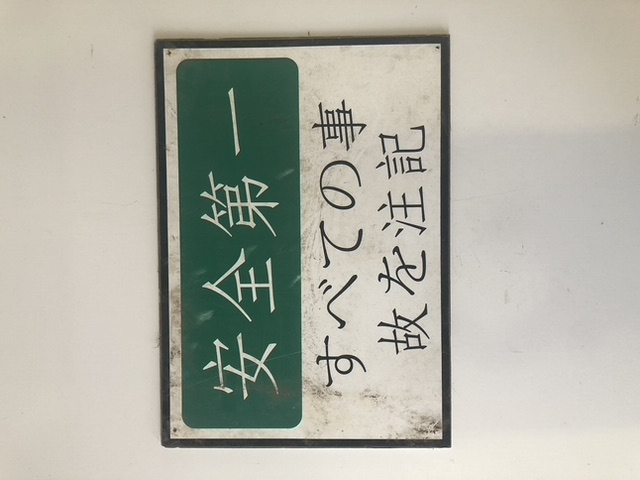 安全第一
すべての事
故を注記